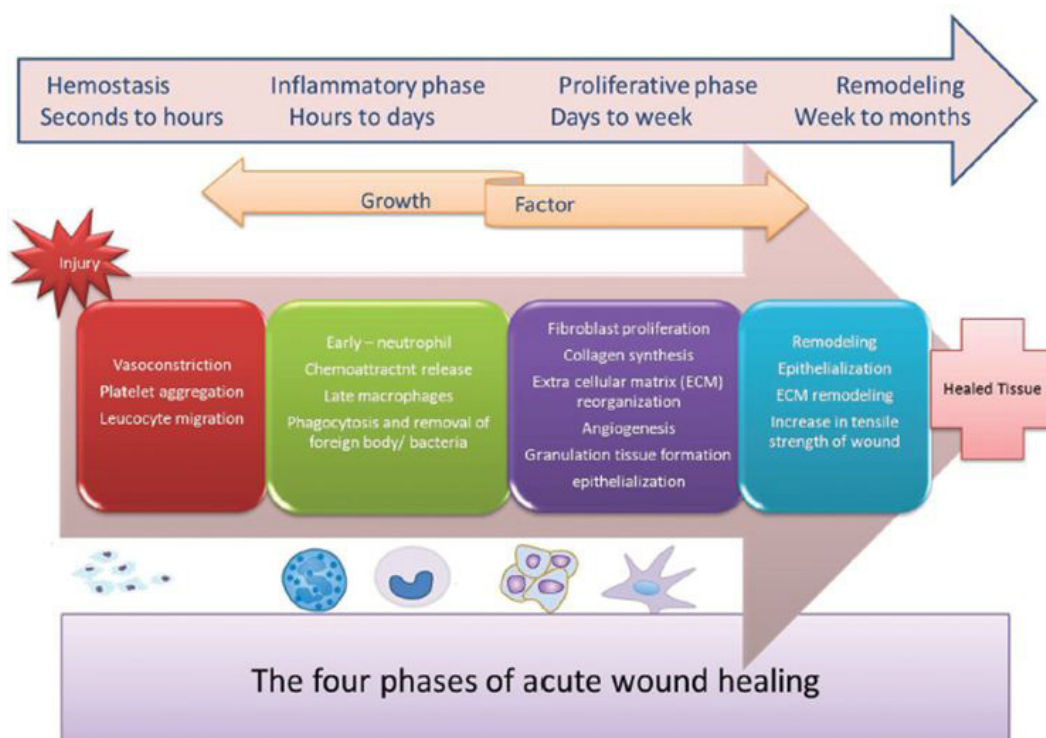 Hemostasis
Seconds to hours
Inflammatory phase
Hours to days
Proliferative phase
Days to week
Remodeling
Week to months
Growth
Factor
Injury
Vasoconstriction
Platelet aggregation
Leucocyte migration
Early – neutrophil
Chemoattractnt release
Late macrophages
Phagocytosis and removal of
foreign body/ bacteria
Fibroblast proliferation
Collagen synthesis
Extra cellular matrix (ECM)
reorganization
Angiogenesis
Granulation tissue formation
epithelialization
Remodeling
Epithelialization
ECM remodeling
Increase in tensile
strength of wound
Healed Tissue
The four phases of acute wound healing